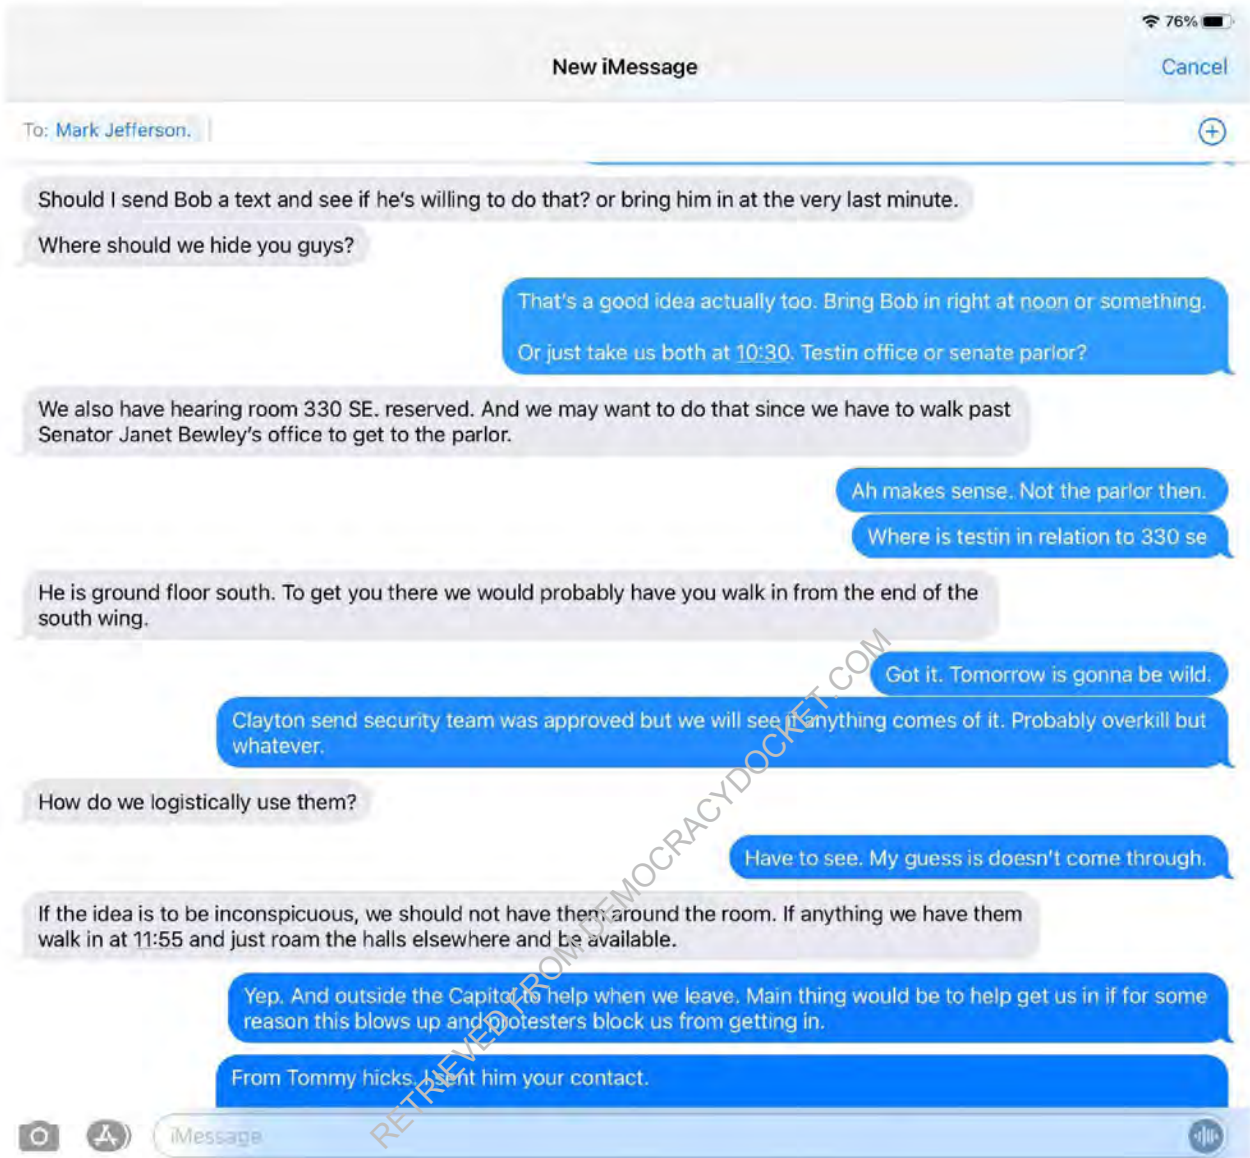 76%
New iMessage
Cancel
To: Mark Jefferson.
Should I send Bob a text and see if he's willing to do that? or bring him in at the very last minute.
Where should we hide you guys?
That's a good idea actually too. Bring Bob in right at noon or something.
Or just take us both at 10:30. Testin office or senate parlor?
We also have hearing room 330 SE. reserved. And we may want to do that since we have to walk past
Senator Janet Bewley's office to get to the parlor.
Ah makes sense. Not the parlor then.
Where is testin in relation to 330 se
He is ground floor south. To get you there we would probably have you walk in from the end of the
south wing.
Got it. Tomorrow is gonna be wild.
Clayton send security team was approved but we will see if anything comes of it. Probably overkill but
whatever.
How do we logistically use them?
Have to see. My guess is doesn't come through.
If the idea is to be inconspicuous, we should not have them around the room. If anything we have them
walk in at 11:55 and just roam the halls elsewhere and be available.
Yep. And outside the Capitol to help when we leave. Main thing would be to help get us in if for some
reason this blows up and protesters block us from getting in.
From Tommy hicks. I sent him your contact.
iMessage
RETRIEVED FROM DEMOCRACYDOCKET.COM